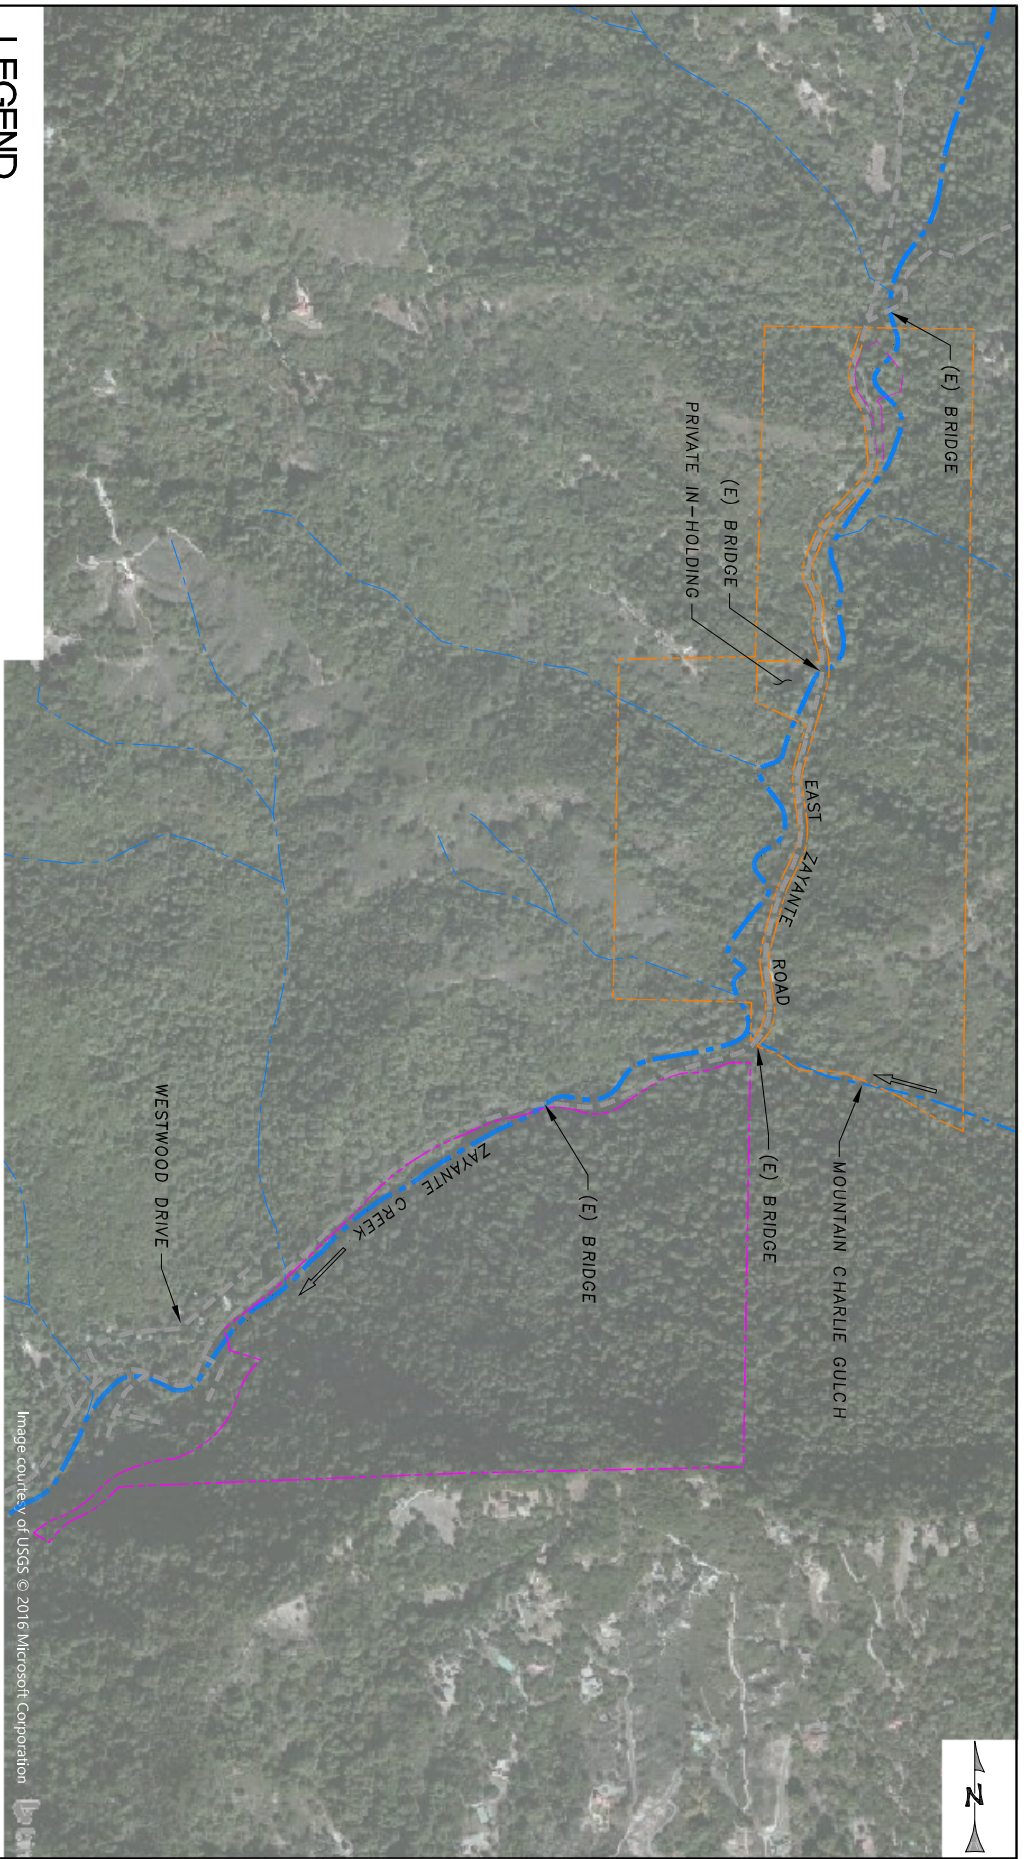 (E) BRIDGE
(E) BRIDGE
PRIVATE IN-HOLDING
EAST ZAYANTE ROAD
(E) BRIDGE
MOUNTAIN CHARLIE GULCH
(E) BRIDGE
ZAYANTE CREEK
WESTWOOD DRIVE
N
Image courtesy of USGS © 2016 Microsoft Corporation
LEGEND